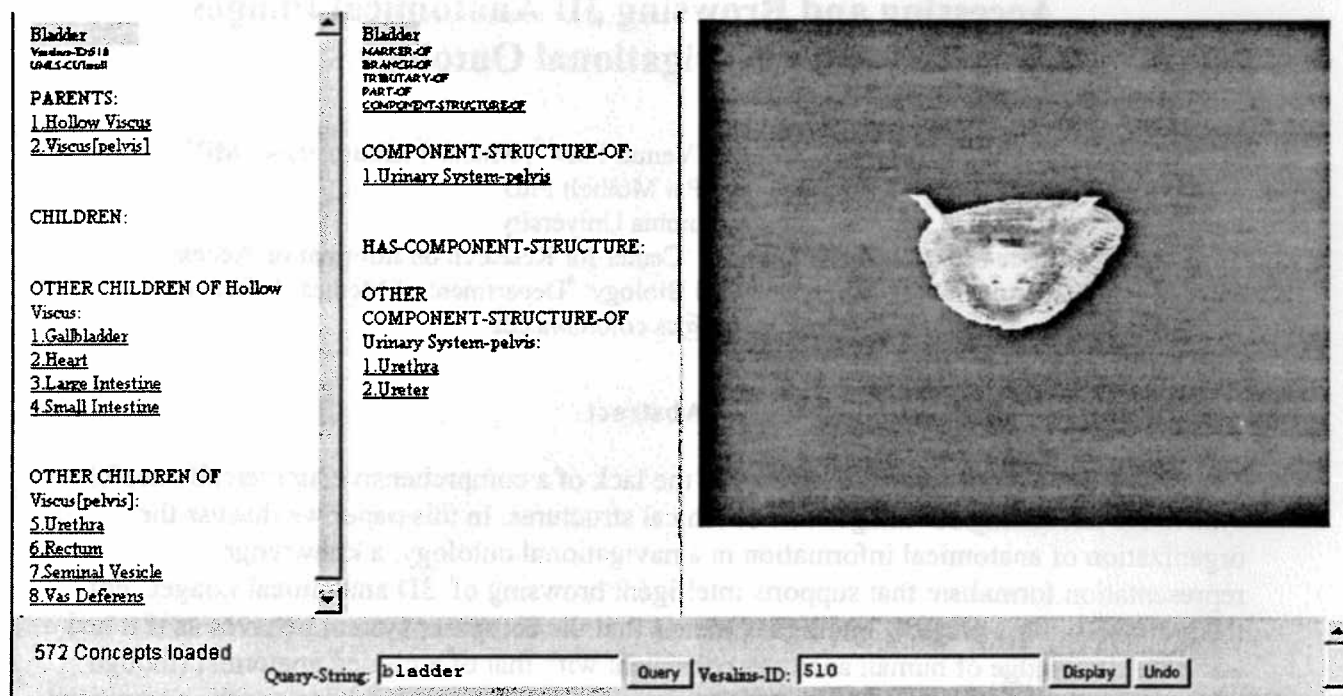 Bladder
PARENTS:
1.Hollow Viscus
2.Viscus[pelvis]
CHILDREN:
OTHER CHILDREN OF Hollow
Viscus:
1.Gallbladder
2.Heart
3.Large Intestine
4.Small Intestine
OTHER CHILDREN OF
Viscus[pelvis]:
5.Urethra
6.Rectum
7.Seminal Vesicle
8.Vas Deferens
Bladder
MARKER-OF
BRANCH-OF
TRIBUTARY-OF
PART-OF
COMPONENT-STRUCTURE-OF
COMPONENT-STRUCTURE-OF:
1.Urinary System-pelvis
HAS-COMPONENT-STRUCTURE:
OTHER
COMPONENT-STRUCTURE-OF
Urinary System-pelvis:
1.Urethra
2.Ureter
572 Concepts loaded
Query-String: bladder Query Vesalius-ID: 510 Display Undo